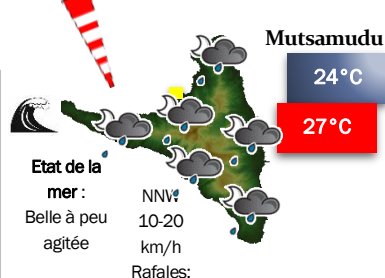 Mutsamudu
24°C
27°C
Etat de la
mer :
Belle à peu
agitée
NNW
10-20
km/h
Rafales: